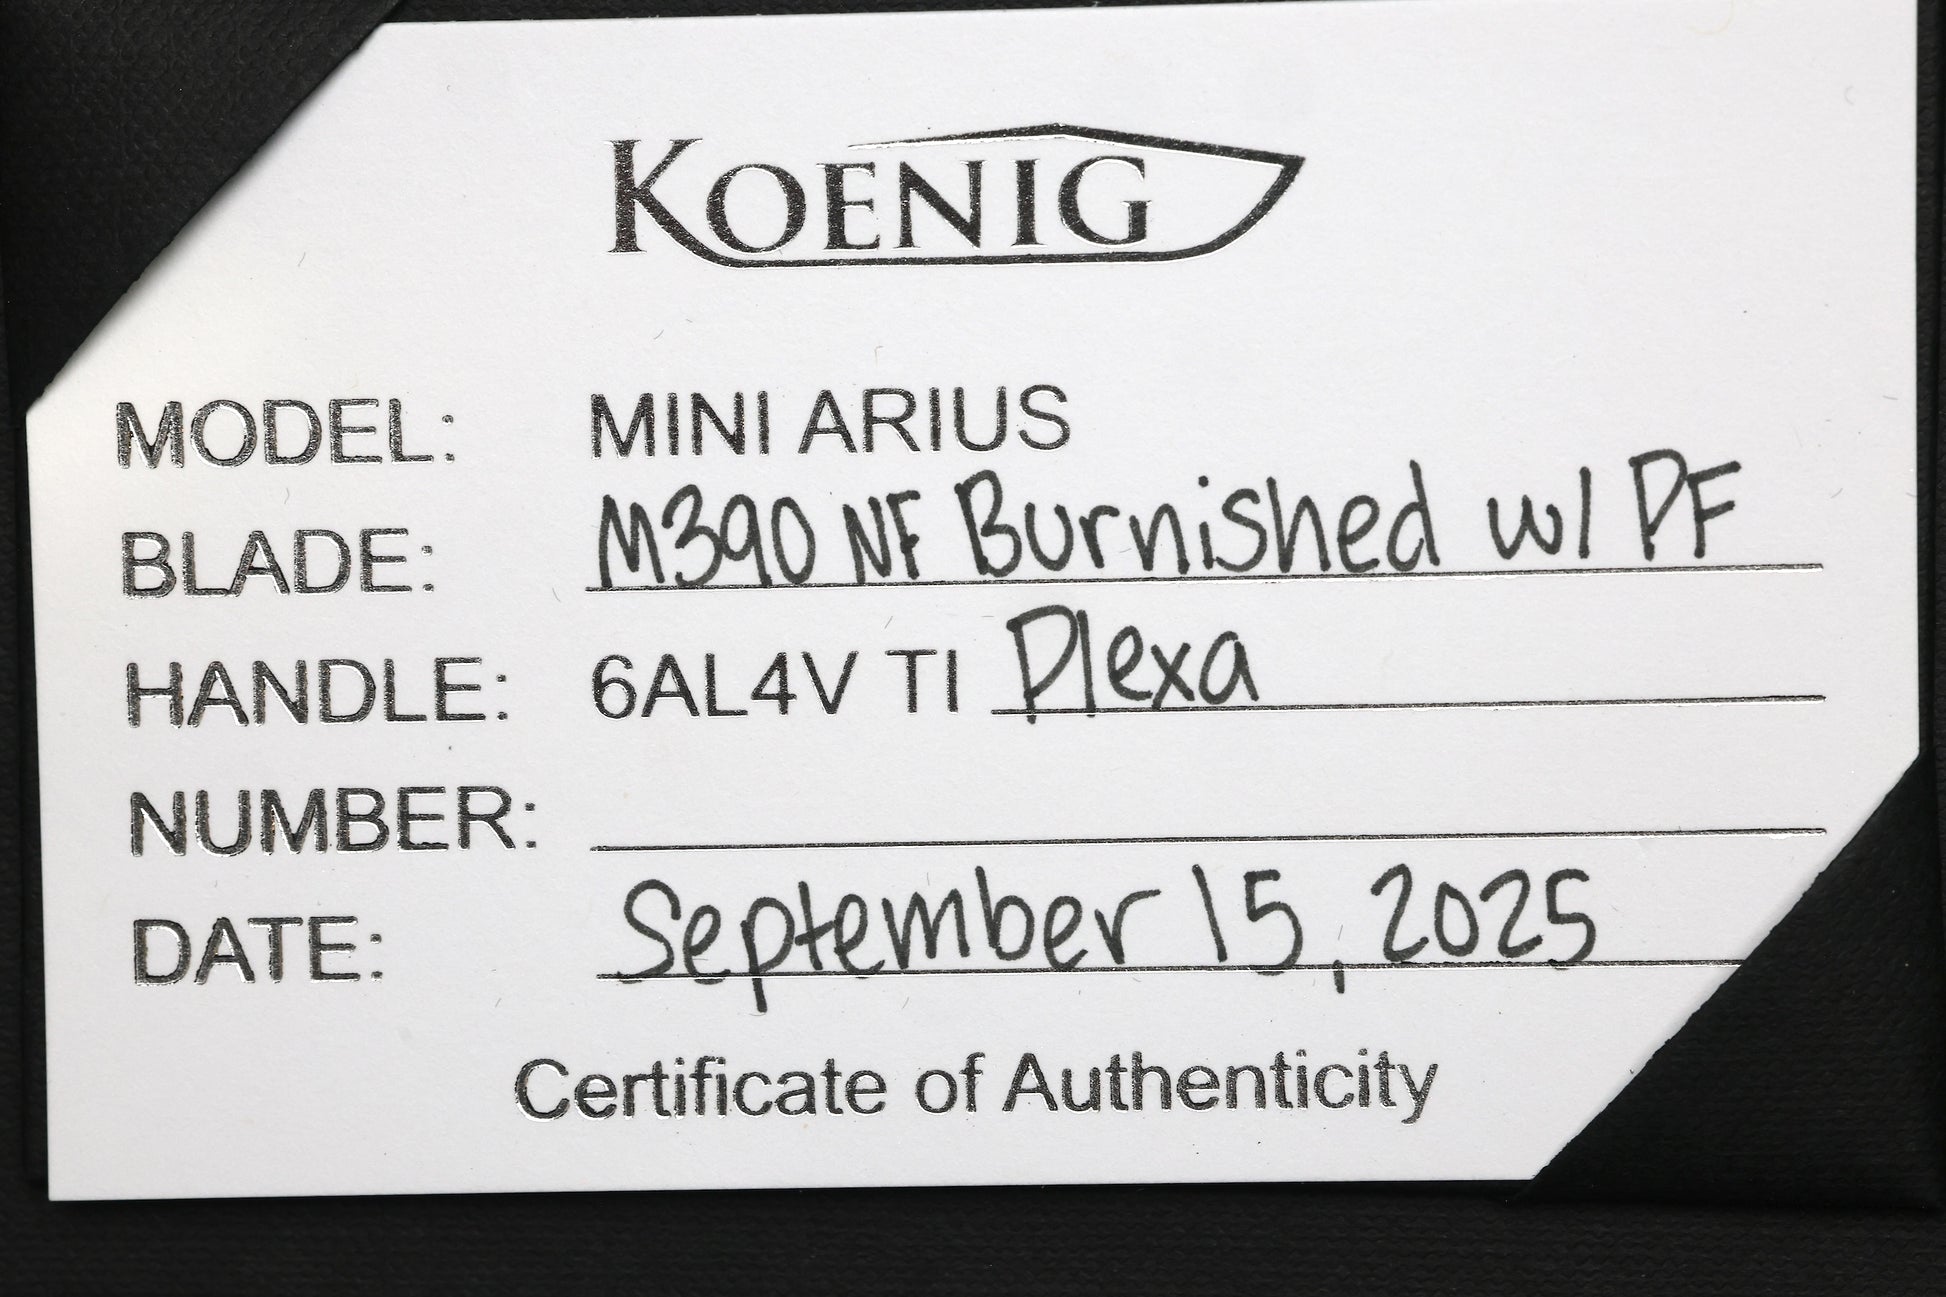 KOENIG
MODEL: MINI ARIUS
BLADE: M390 NF Burnished w/ PF
HANDLE: 6AL4V TI Plexa
NUMBER:
DATE: September 15, 2025
Certificate of Authenticity